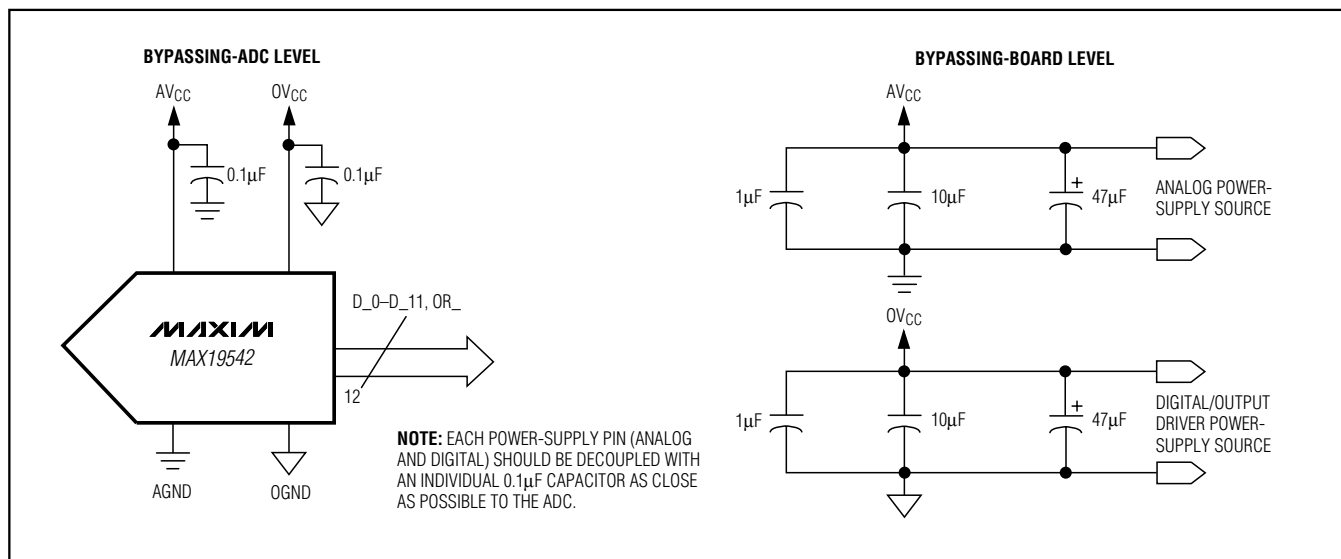 BYPASSING-ADC LEVEL
AVCC
OVCC
0.1µF
0.1µF
D_0–D_11, OR_
MAXIM
MAX19542
12
AGND
OGND
NOTE: EACH POWER-SUPPLY PIN (ANALOG
AND DIGITAL) SHOULD BE DECOUPLED WITH
AN INDIVIDUAL 0.1µF CAPACITOR AS CLOSE
AS POSSIBLE TO THE ADC.
BYPASSING-BOARD LEVEL
AVCC
1µF
10µF
+
47µF
ANALOG POWER-
SUPPLY SOURCE
OVCC
1µF
10µF
+
47µF
DIGITAL/OUTPUT
DRIVER POWER-
SUPPLY SOURCE